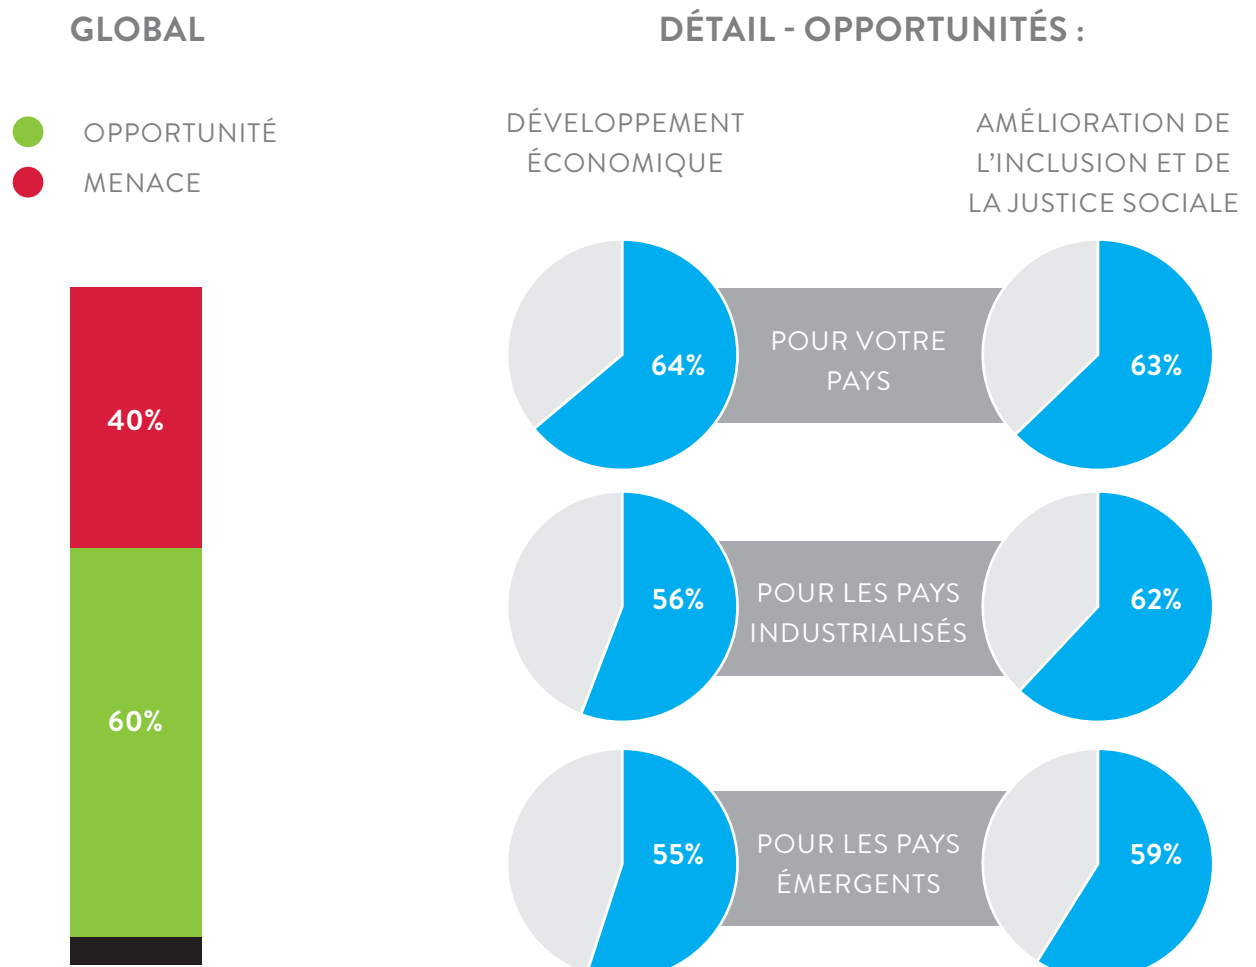 GLOBAL
OPPORTUNITÉ
MENACE
40%
60%
DÉTAIL - OPPORTUNITÉS :
DÉVELOPPEMENT
ÉCONOMIQUE
AMÉLIORATION DE
L'INCLUSION ET DE
LA JUSTICE SOCIALE
64%
POUR VOTRE
PAYS
63%
56%
POUR LES PAYS
INDUSTRIALISÉS
62%
55%
POUR LES PAYS
ÉMERGENTS
59%